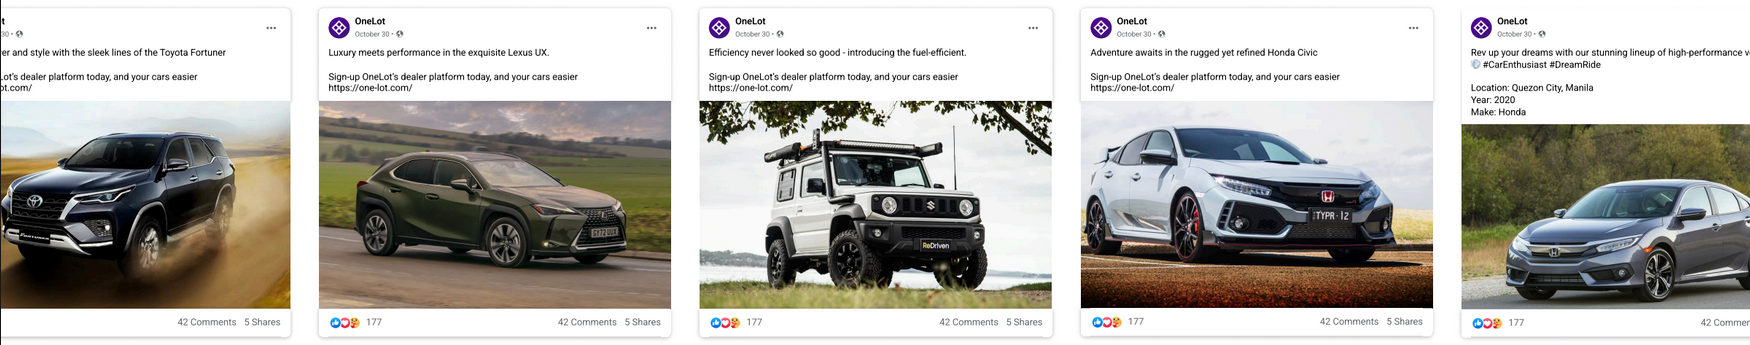 t
30 •
er and style with the sleek lines of the Toyota Fortuner
Lot's dealer platform today, and your cars easier
ot.com/
42 Comments 5 Shares
OneLot
October 30 •
Luxury meets performance in the exquisite Lexus UX.
Sign-up OneLot's dealer platform today, and your cars easier
https://one-lot.com/
GY72 UUX
177 42 Comments 5 Shares
OneLot
October 30 •
Efficiency never looked so good - introducing the fuel-efficient.
Sign-up OneLot's dealer platform today, and your cars easier
https://one-lot.com/
ReDriven
177 42 Comments 5 Shares
OneLot
October 30 •
Adventure awaits in the rugged yet refined Honda Civic
Sign-up OneLot's dealer platform today, and your cars easier
https://one-lot.com/
TYPR·12
177 42 Comments 5 Shares
OneLot
October 30 •
Rev up your dreams with our stunning lineup of high-performance v
#CarEnthusiast #DreamRide
Location: Quezon City, Manila
Year: 2020
Make: Honda
177 42 Commen